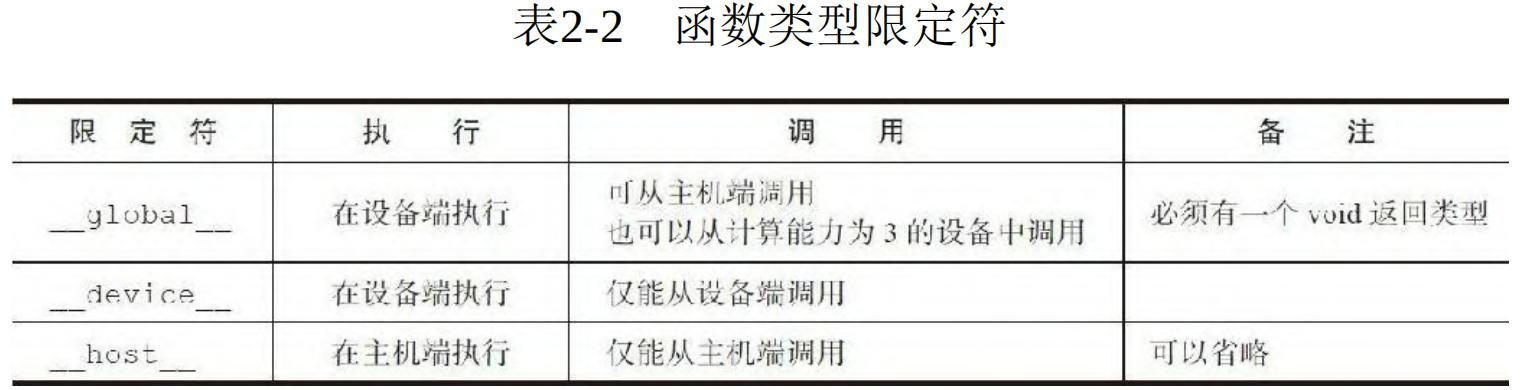 表2-2 函数类型限定符
限 定 符 执 行 调 用 备 注
__global__ 在设备端执行 可从主机端调用
也可以从计算能力为 3 的设备中调用 必须有一个 void 返回类型
__device__ 在设备端执行 仅能从设备端调用
__host__ 在主机端执行 仅能从主机端调用 可以省略